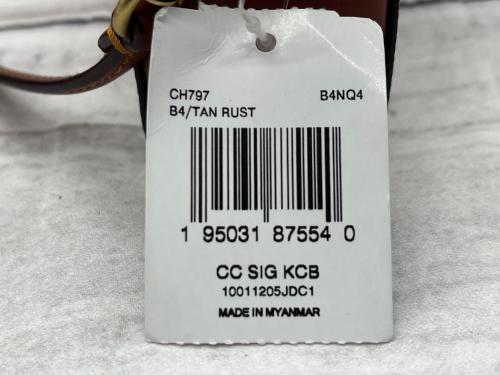 CH797 B4NQ4
B4/TAN RUST
1 95031 87554 0
CC SIG KCB
10011205JDC1
MADE IN MYANMAR